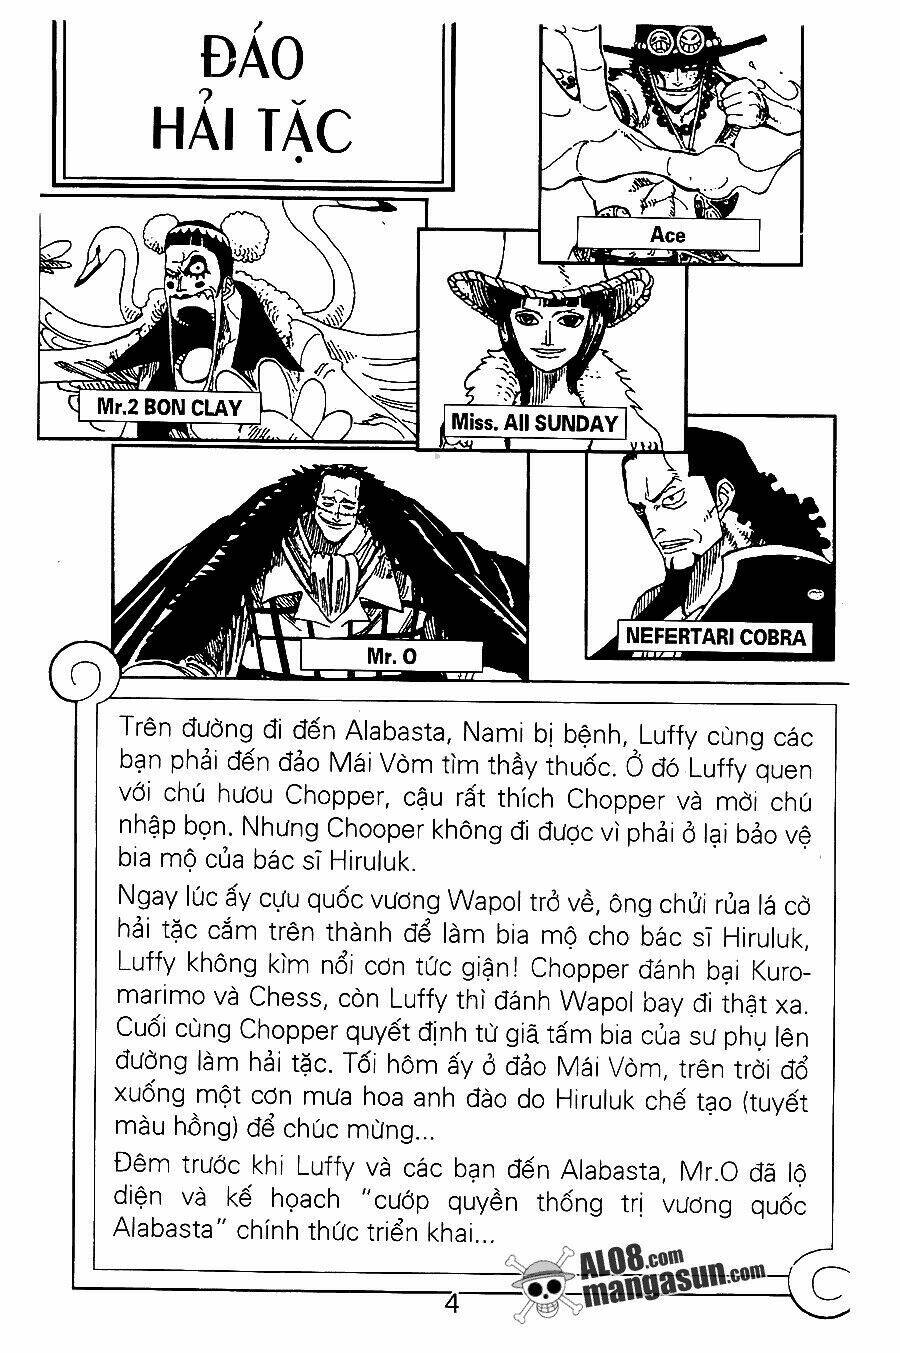 ĐẢO
HẢI TẶC
Ace
Mr.2 BON CLAY
Miss. All SUNDAY
Mr. O
NEFERTARI COBRA
Trên đường đi đến Alabasta, Nami bị bệnh, Luffy cùng các
bạn phải đến đảo Mái Vòm tìm thầy thuốc. Ở đó Luffy quen
với chú hươu Chopper, cậu rất thích Chopper và mời chú
nhập bọn. Nhưng Chooper không đi được vì phải ở lại bảo vệ
bia mộ của bác sĩ Hiruluk.
Ngay lúc ấy cựu quốc vương Wapol trở về, ông chửi rủa lá cờ
hải tặc cắm trên thành để làm bia mộ cho bác sĩ Hiruluk,
Luffy không kìm nổi cơn tức giận! Chopper đánh bại Kuro-
marimo và Chess, còn Luffy thì đánh Wapol bay đi thật xa.
Cuối cùng Chopper quyết định từ giã tấm bia của sư phụ lên
đường làm hải tặc. Tối hôm ấy ở đảo Mái Vòm, trên trời đổ
xuống một cơn mưa hoa anh đào do Hiruluk chế tạo (tuyết
màu hồng) để chúc mừng...
Đêm trước khi Luffy và các bạn đến Alabasta, Mr.O đã lộ
diện và kế hoạch "cướp quyền thống trị vương quốc
Alabasta" chính thức triển khai...
ALO8.com
mangasun.com
4